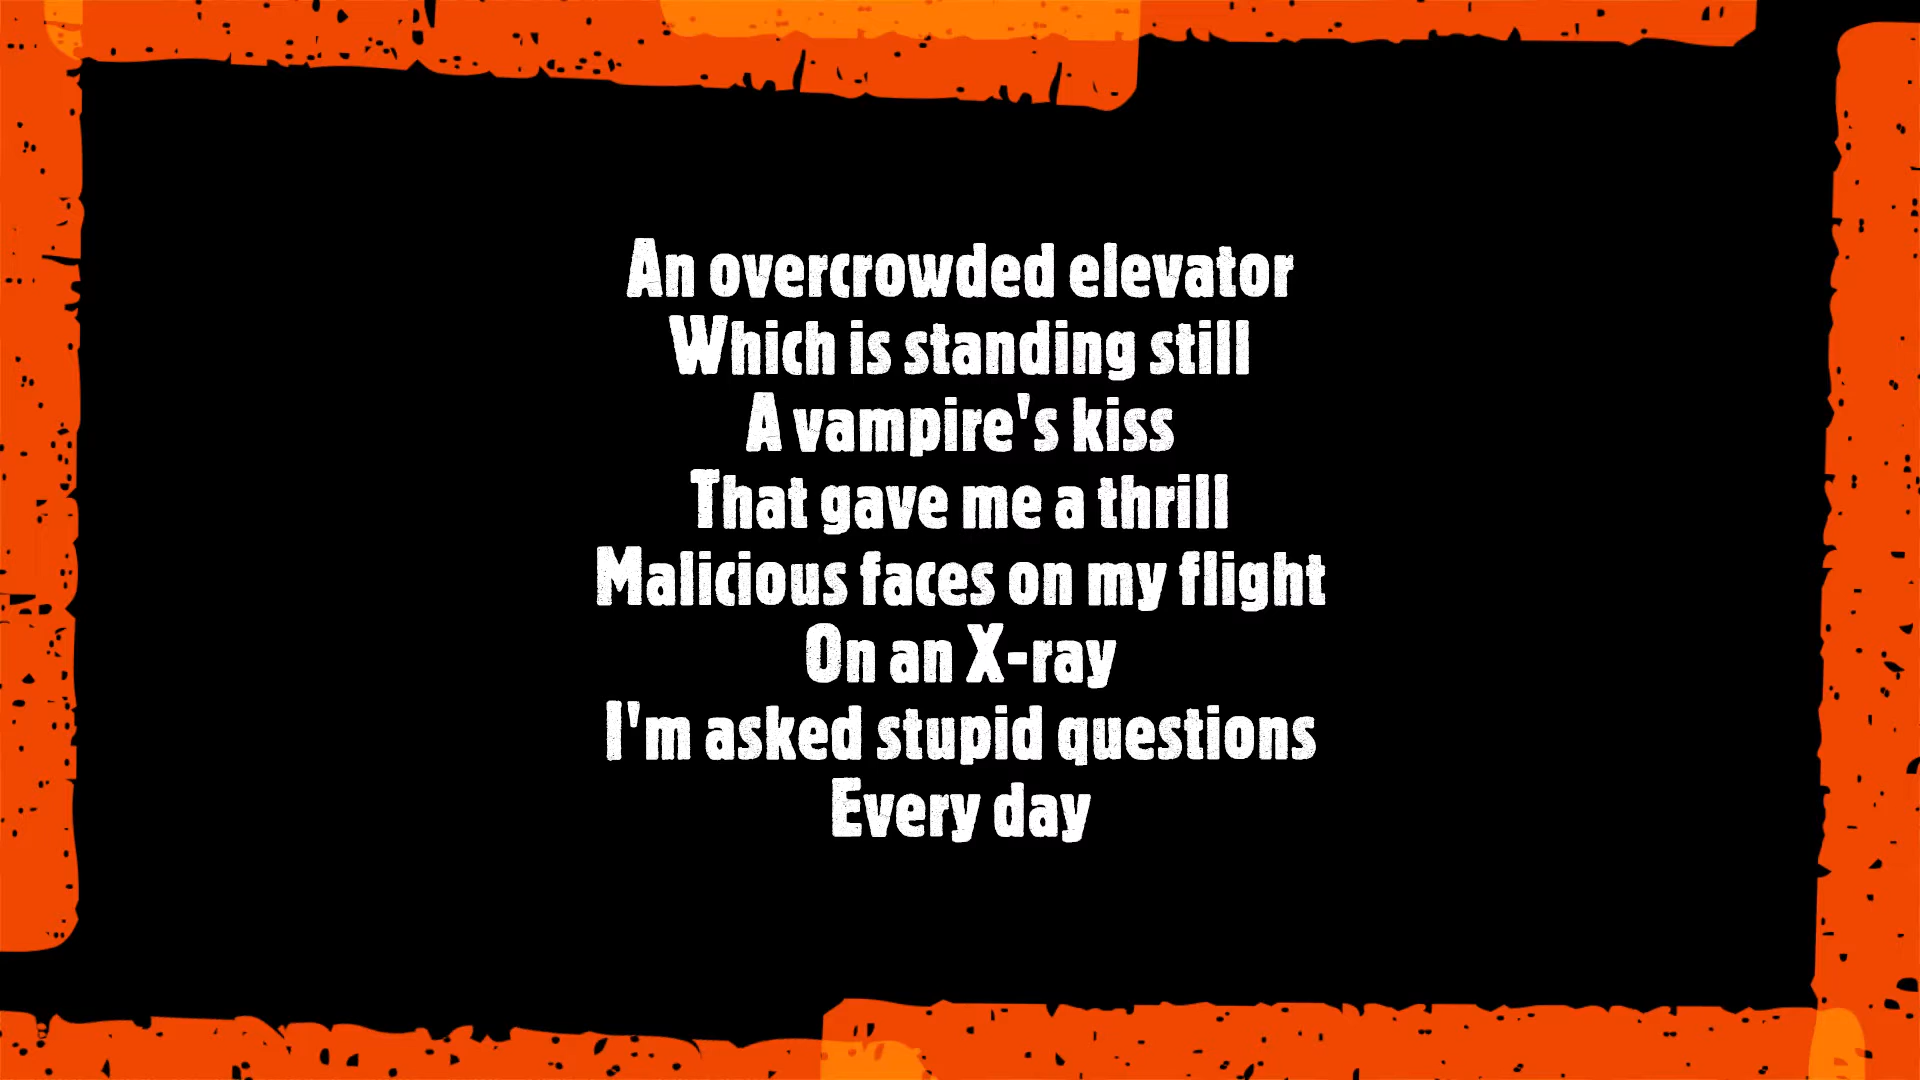 An overcrowded elevator
Which is standing still
A vampire's kiss
That gave me a thrill
Malicious faces on my flight
On an X-ray
I'm asked stupid questions
Every day